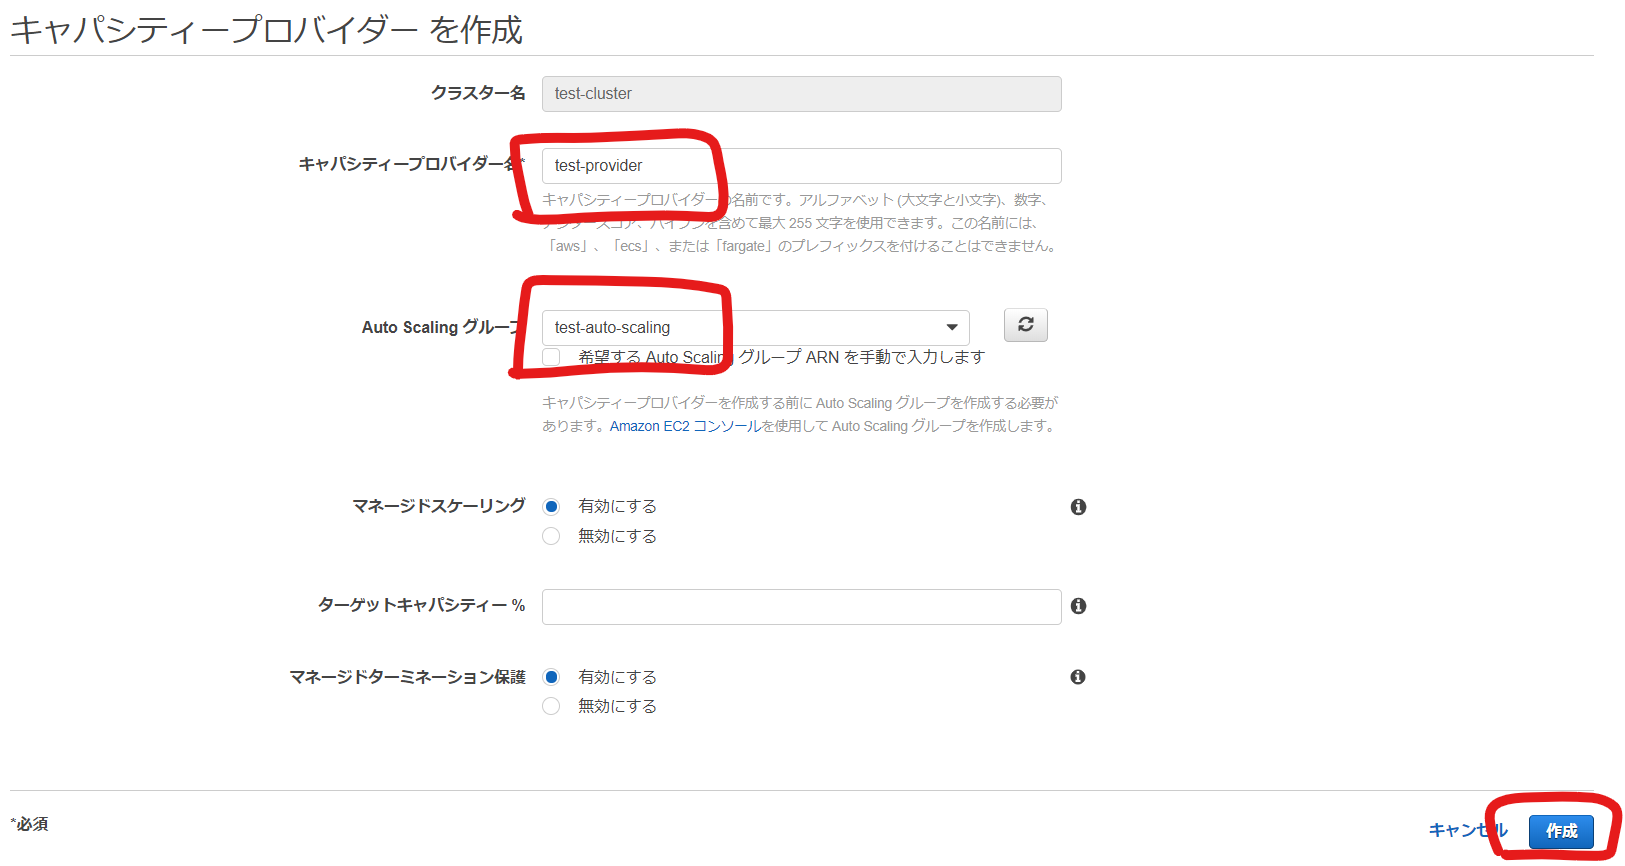 キャパシティープロバイダー を作成
クラスター名 test-cluster
キャパシティープロバイダー名* test-provider
キャパシティープロバイダーの名前です。アルファベット (大文字と小文字)、数字、
アンダースコア、ハイフンを含めて最大 255 文字を使用できます。この名前には、
「aws」、「ecs」、または「fargate」のプレフィックスを付けることはできません。
Auto Scaling グループ test-auto-scaling
希望する Auto Scaling グループ ARN を手動で入力します
キャパシティープロバイダーを作成する前に Auto Scaling グループを作成する必要が
あります。Amazon EC2 コンソールを使用して Auto Scaling グループを作成します。
マネージドスケーリング 有効にする
無効にする
ターゲットキャパシティー %
マネージドターミネーション保護 有効にする
無効にする
*必須
キャンセル 作成